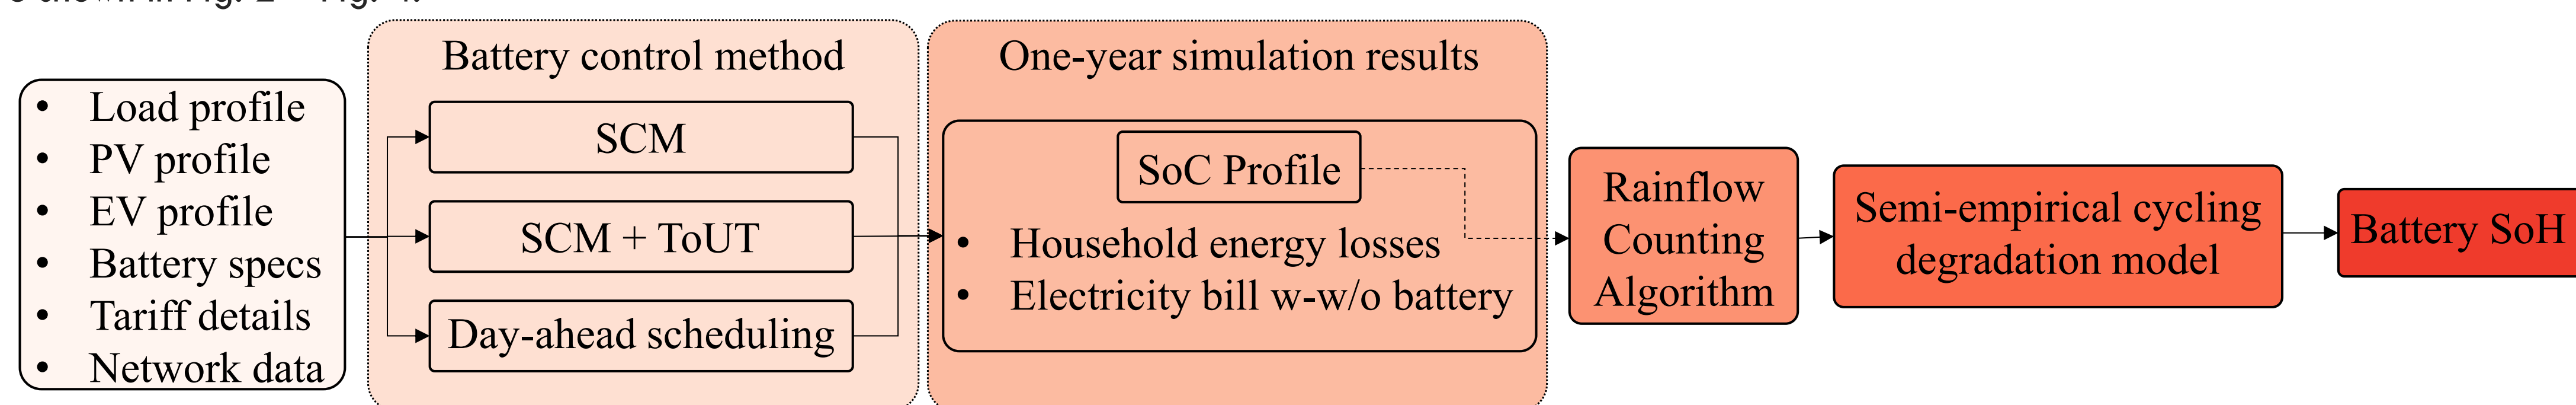 Battery control method
One-year simulation results
• Load profile
• PV profile
• EV profile
• Battery specs
• Tariff details
• Network data
SCM
SCM + ToUT
Day-ahead scheduling
SoC Profile
• Household energy losses
• Electricity bill w-w/o battery
Rainflow
Counting
Algorithm
Semi-empirical cycling
degradation model
Battery SoH